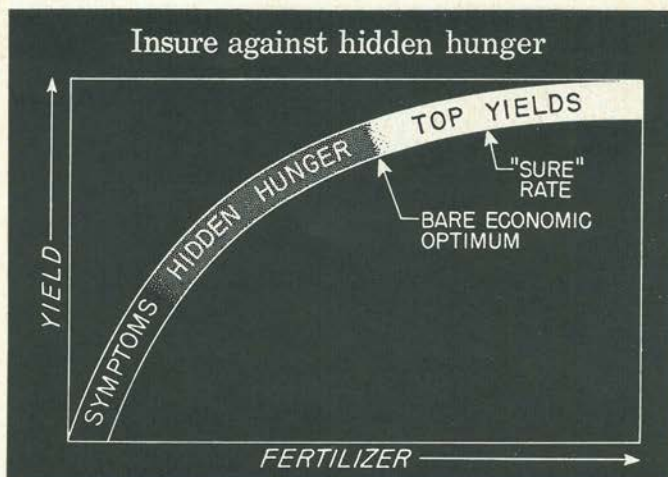 Insure against hidden hunger
YIELD
SYMPTOMS
HIDDEN HUNGER
TOP YIELDS
"SURE"
RATE
BARE ECONOMIC
OPTIMUM
FERTILIZER